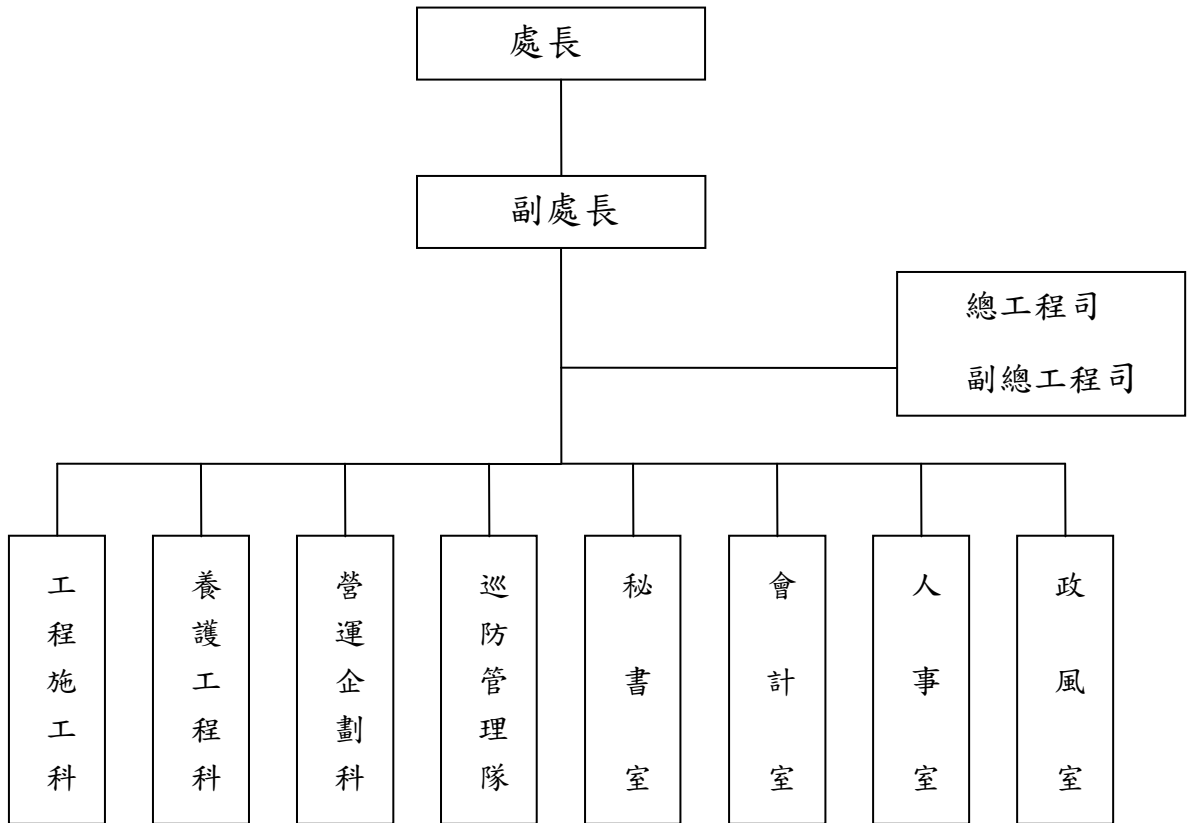 處長
副處長
總工程司
副總工程司
工程施工科
養護工程科
營運企劃科
巡防管理隊
秘書室
會計室
人事室
政風室